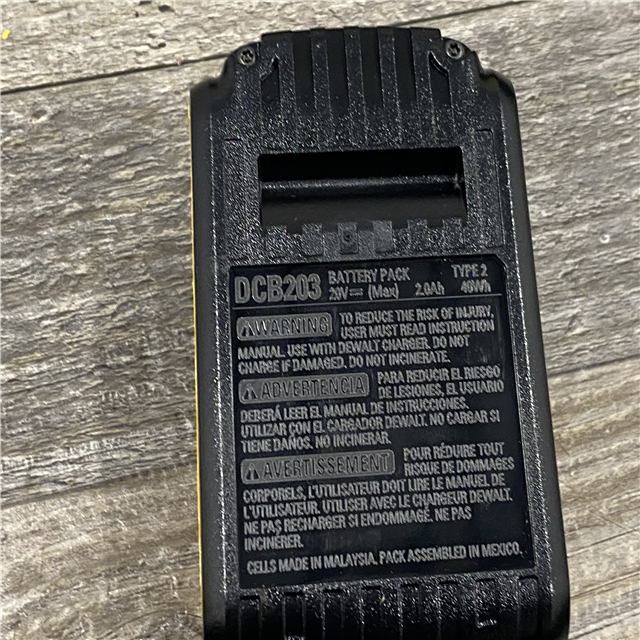 DCB203 BATTERY PACK TYPE 2
20V ⎓ (Max) 2.0Ah 40Wh
WARNING TO REDUCE THE RISK OF INJURY,
USER MUST READ INSTRUCTION
MANUAL. USE WITH DEWALT CHARGER. DO NOT
CHARGE IF DAMAGED. DO NOT INCINERATE.
ADVERTENCIA PARA REDUCIR EL RIESGO
DE LESIONES, EL USUARIO
DEBERÁ LEER EL MANUAL DE INSTRUCCIONES.
UTILIZAR CON EL CARGADOR DEWALT. NO CARGAR SI
TIENE DAÑOS. NO INCINERAR.
AVERTISSEMENT POUR RÉDUIRE TOUT
RISQUE DE DOMMAGES
CORPORELS, L'UTILISATEUR DOIT LIRE LE MANUEL DE
L'UTILISATEUR. UTILISER AVEC LE CHARGEUR DEWALT.
NE PAS RECHARGER SI ENDOMMAGÉ. NE PAS
INCINÉRER.
CELLS MADE IN MALAYSIA. PACK ASSEMBLED IN MEXICO.